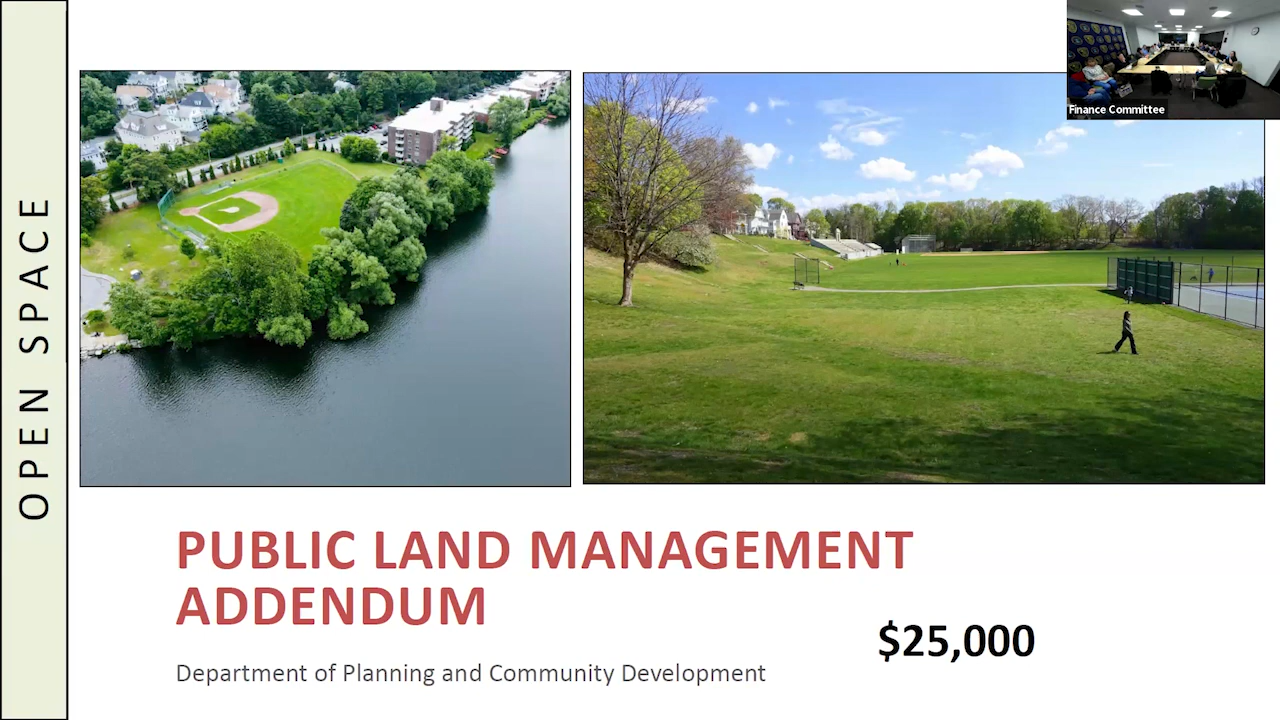 OPEN SPACE
Finance Committee
PUBLIC LAND MANAGEMENT
ADDENDUM
$25,000
Department of Planning and Community Development